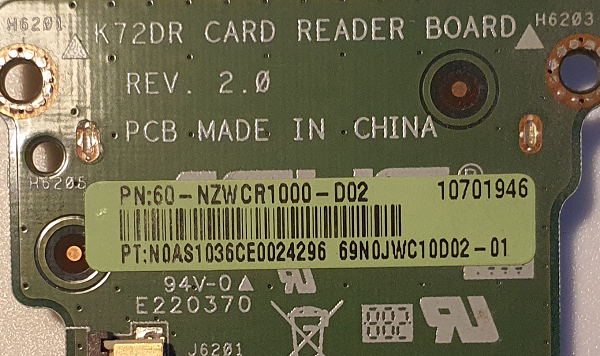 H6201 K72DR CARD READER BOARD H6203
REV. 2.0
PCB MADE IN CHINA
H6205
PN:60-NZWCR1000-D02 10701946
PT:N0AS1036CE0024296 69N0JWC10D02-01
94V-0
E220370
J6201